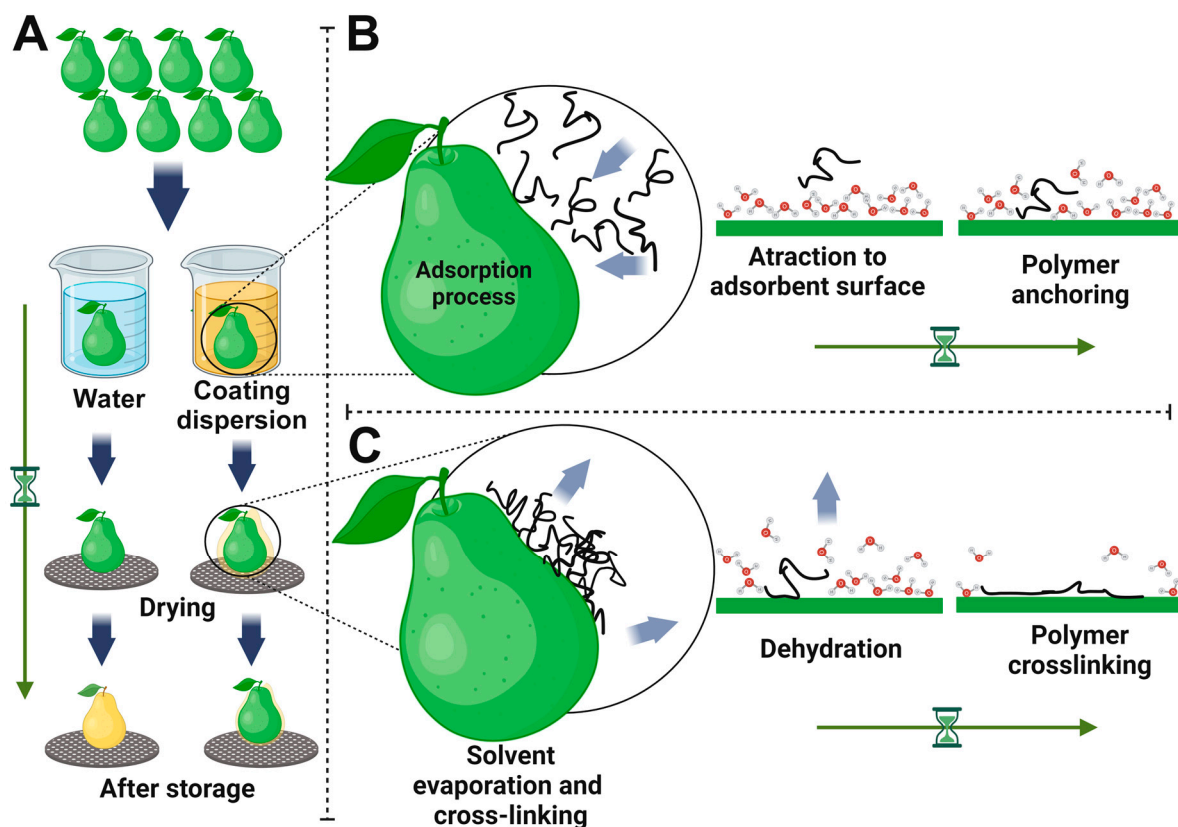 A
Water
Coating
dispersion
Drying
After storage
B
Adsorption
process
Atraction to
adsorbent surface
Polymer
anchoring
C
Solvent
evaporation and
cross-linking
Dehydration
Polymer
crosslinking